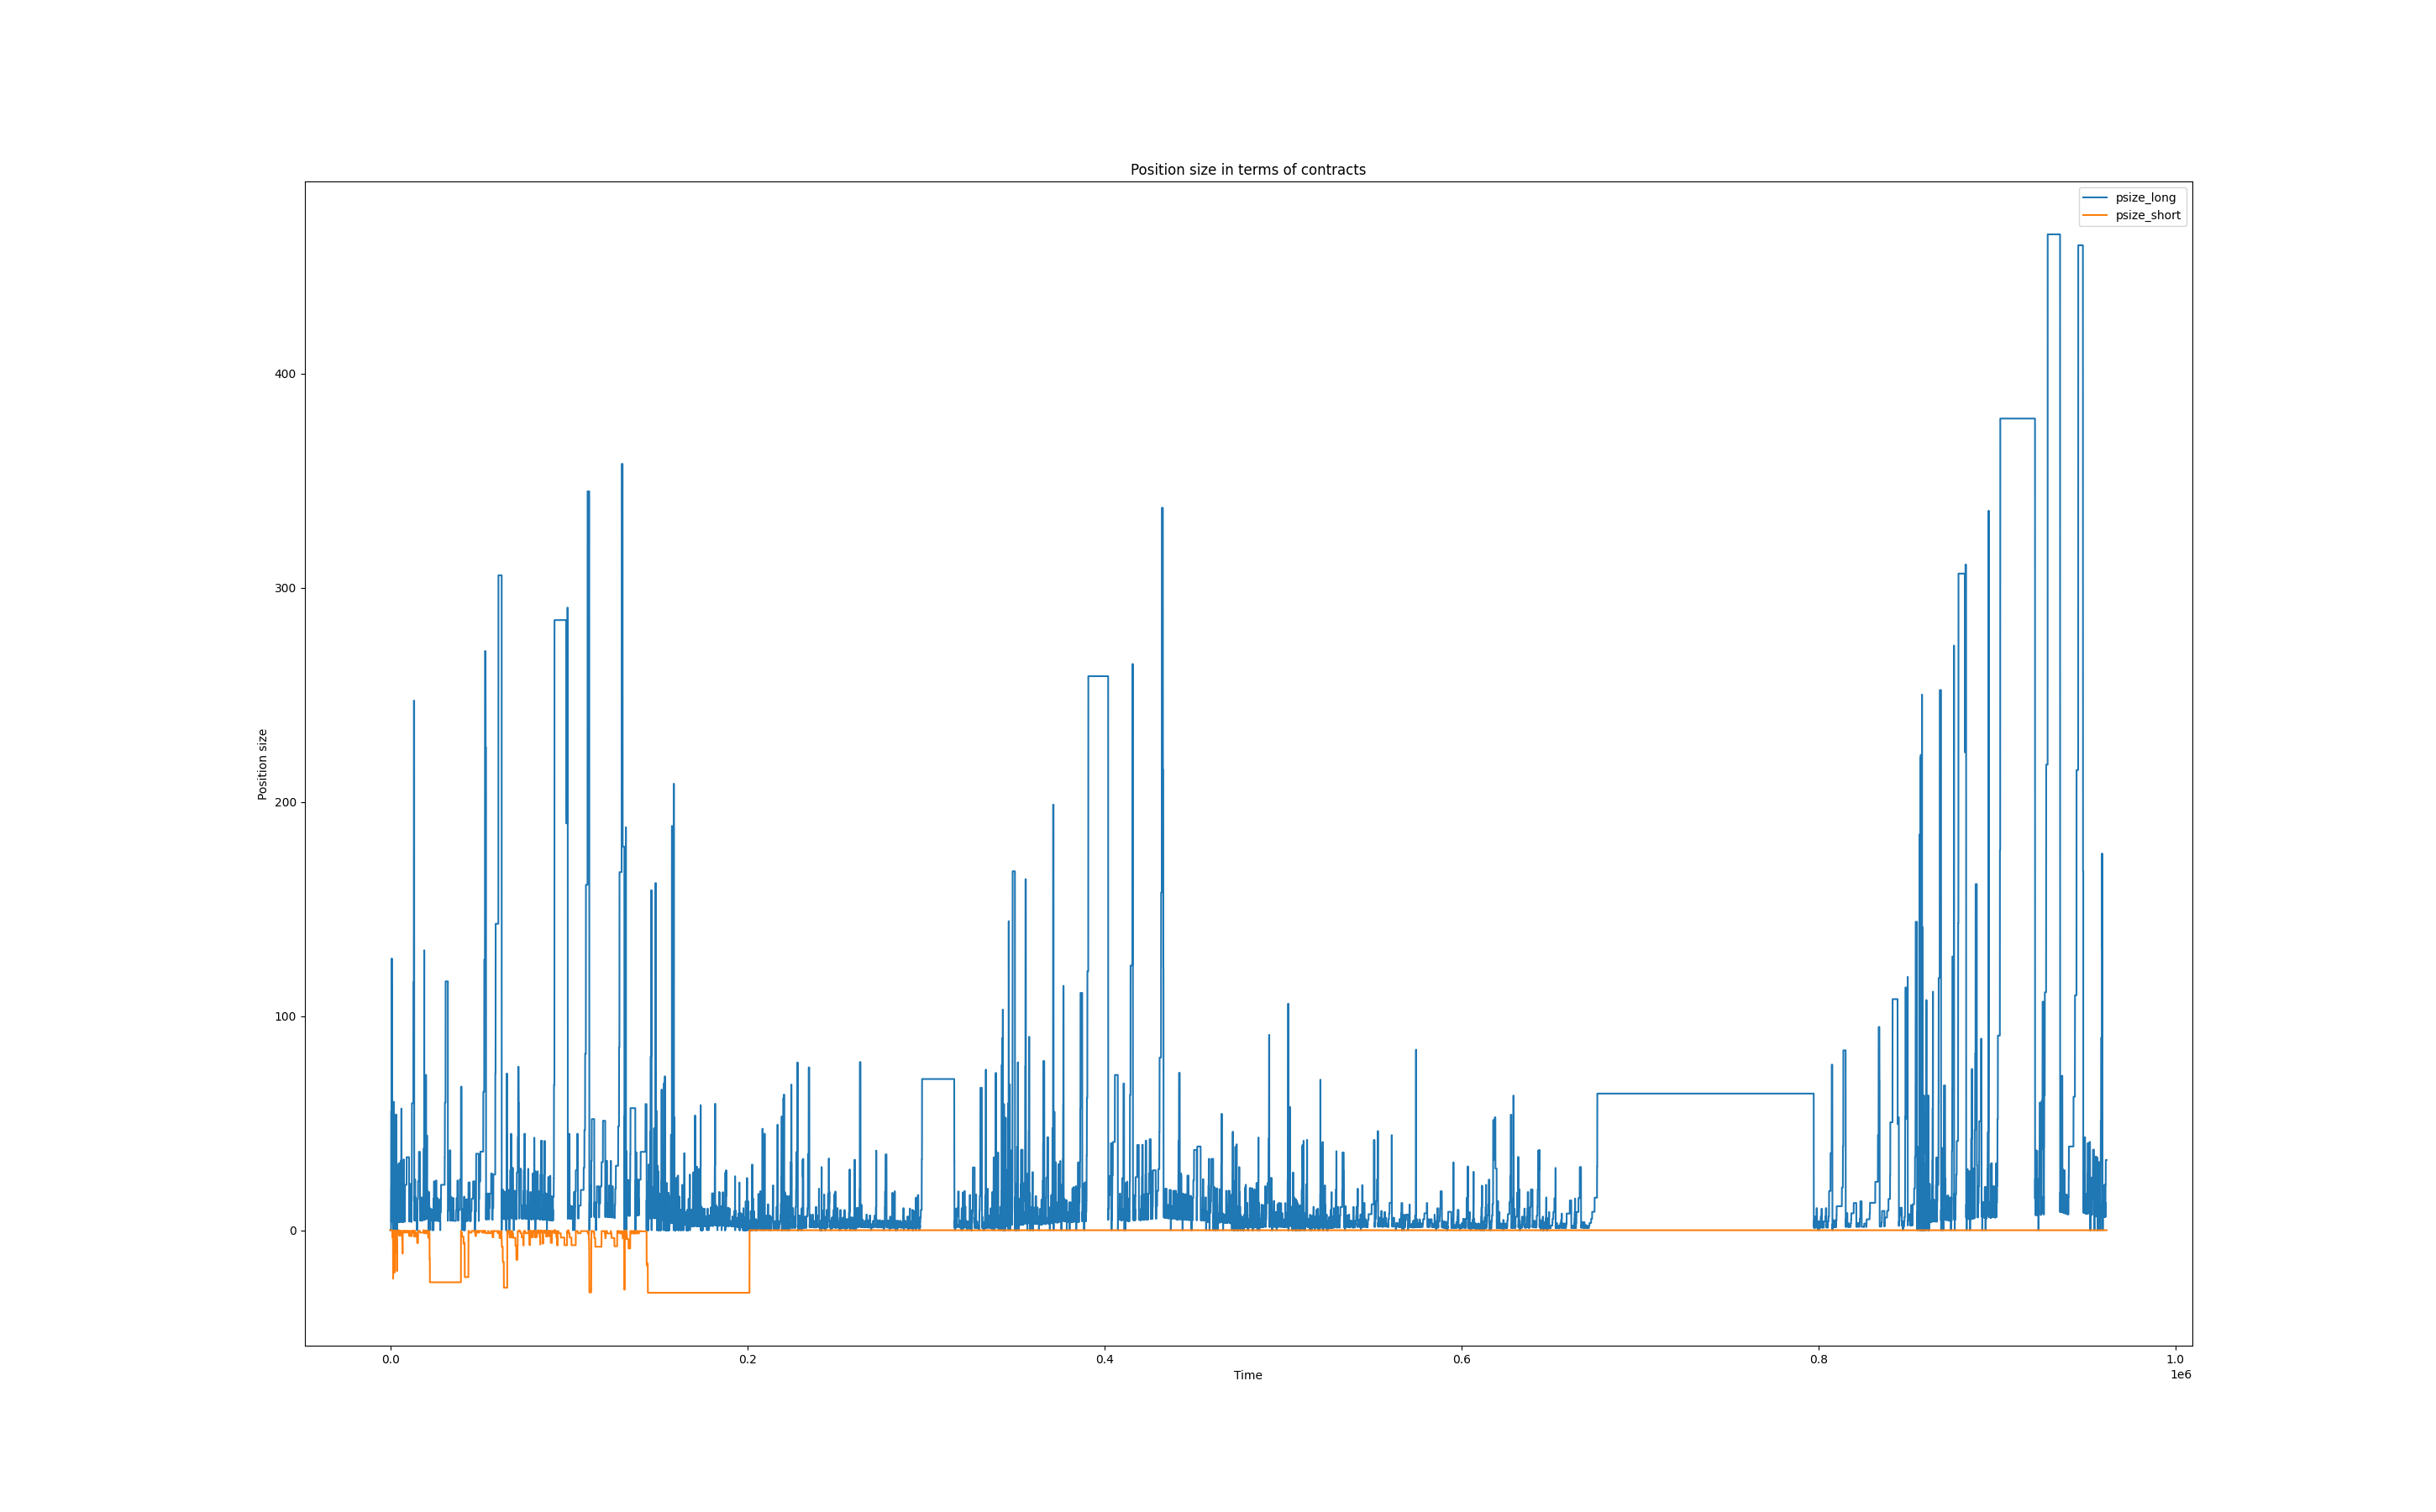 Position size in terms of contracts
psize_long
psize_short
Position size
400
300
200
100
0
0.0
0.2
0.4
0.6
0.8
1.0
1e6
Time